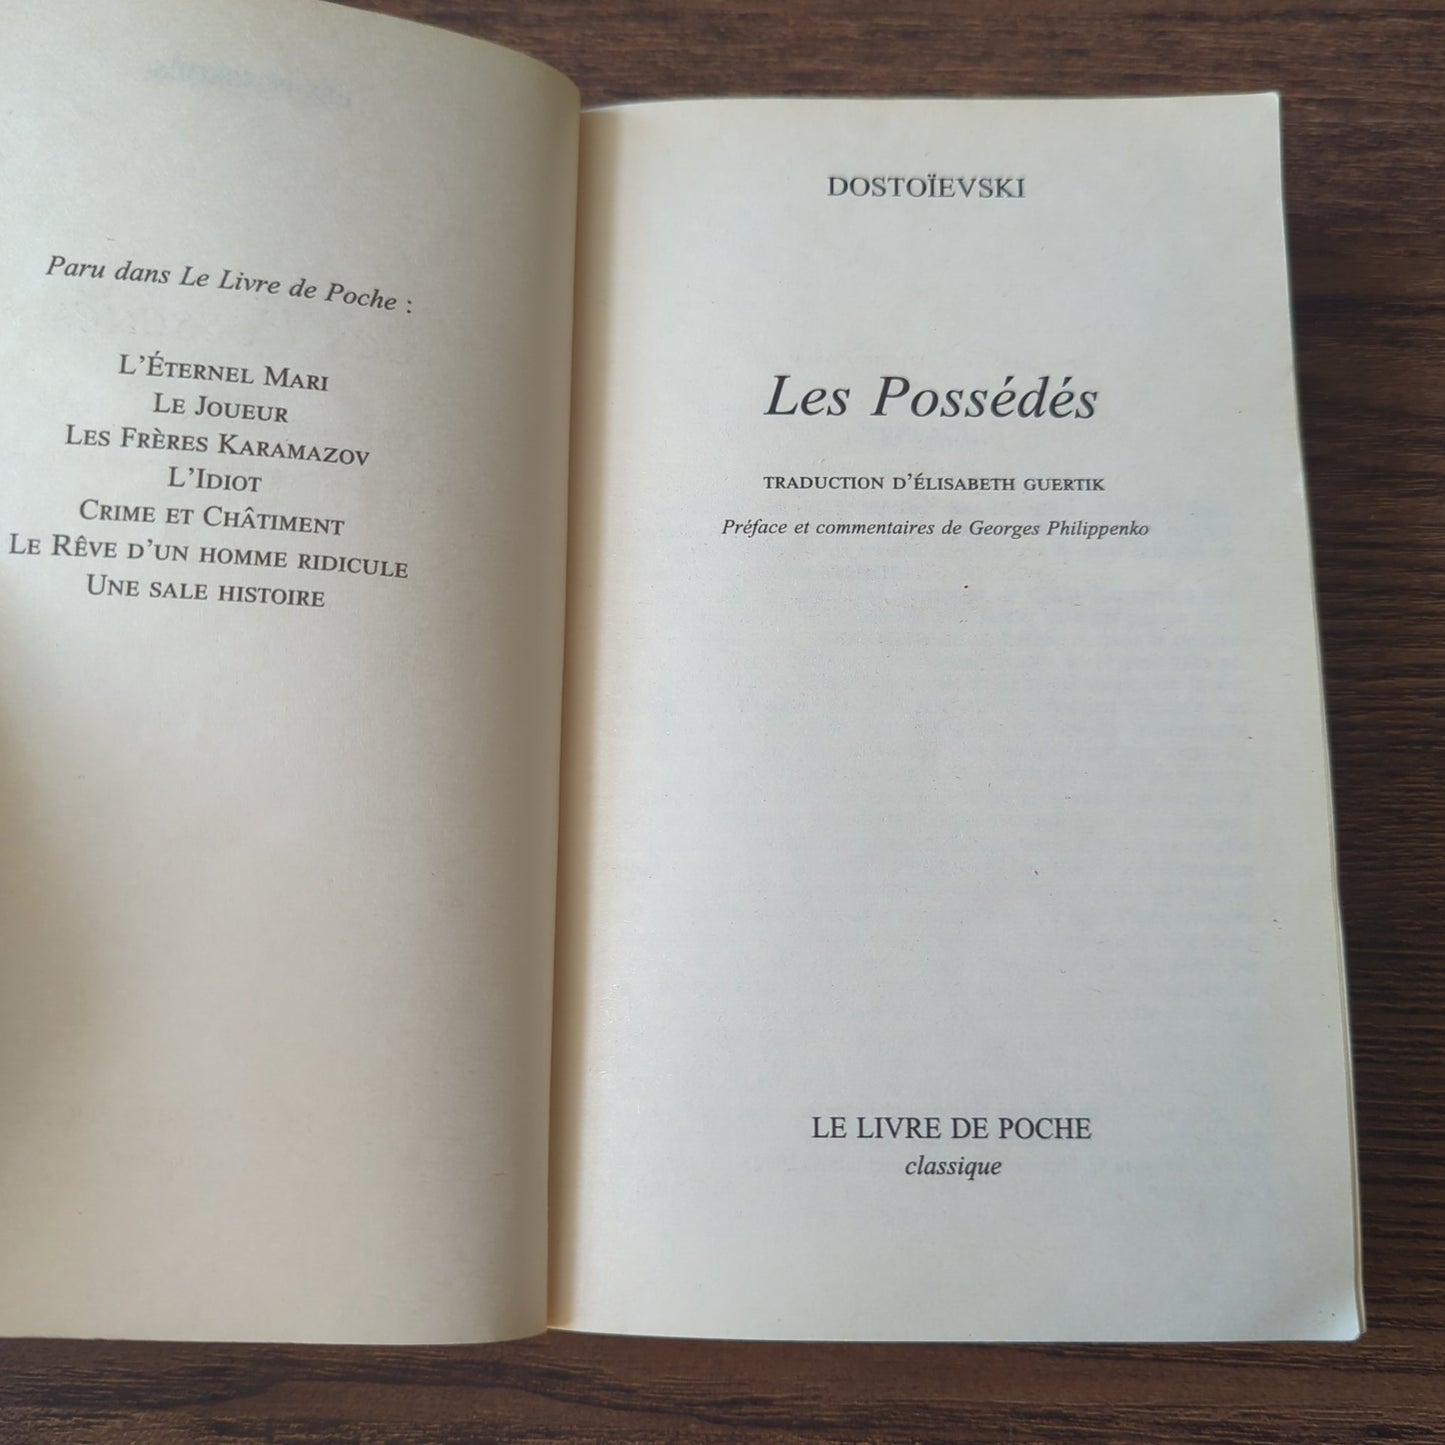 Paru dans Le Livre de Poche :
L'ÉTERNEL MARI
LE JOUEUR
LES FRÈRES KARAMAZOV
L'IDIOT
CRIME ET CHÂTIMENT
LE RÊVE D'UN HOMME RIDICULE
UNE SALE HISTOIRE
DOSTOÏEVSKI
Les Possédés
TRADUCTION D'ÉLISABETH GUERTIK
Préface et commentaires de Georges Philippenko
LE LIVRE DE POCHE
classique